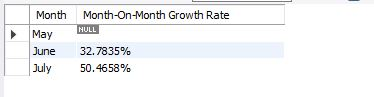 Month Month-On-Month Growth Rate
May NULL
June 32.7835%
July 50.4658%